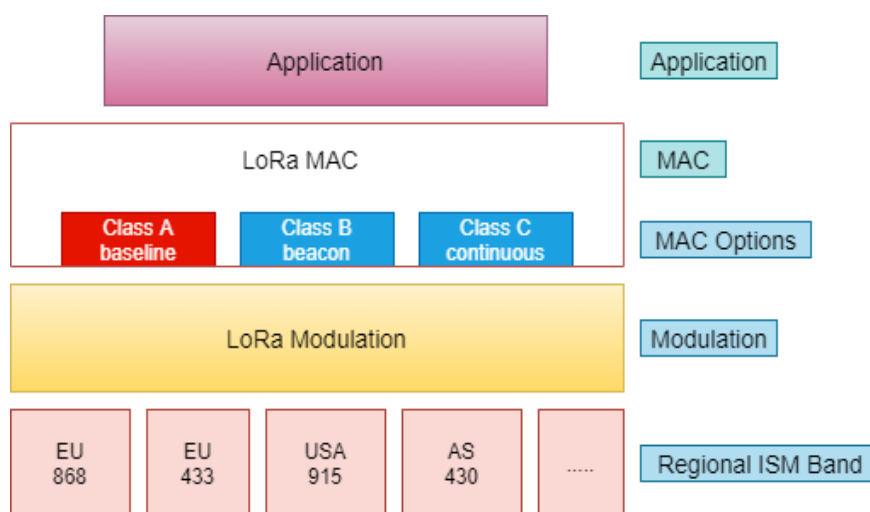 Application
Application
LoRa MAC
MAC
Class A
baseline
Class B
beacon
Class C
continuous
MAC Options
LoRa Modulation
Modulation
EU
868
EU
433
USA
915
AS
430
.....
Regional ISM Band